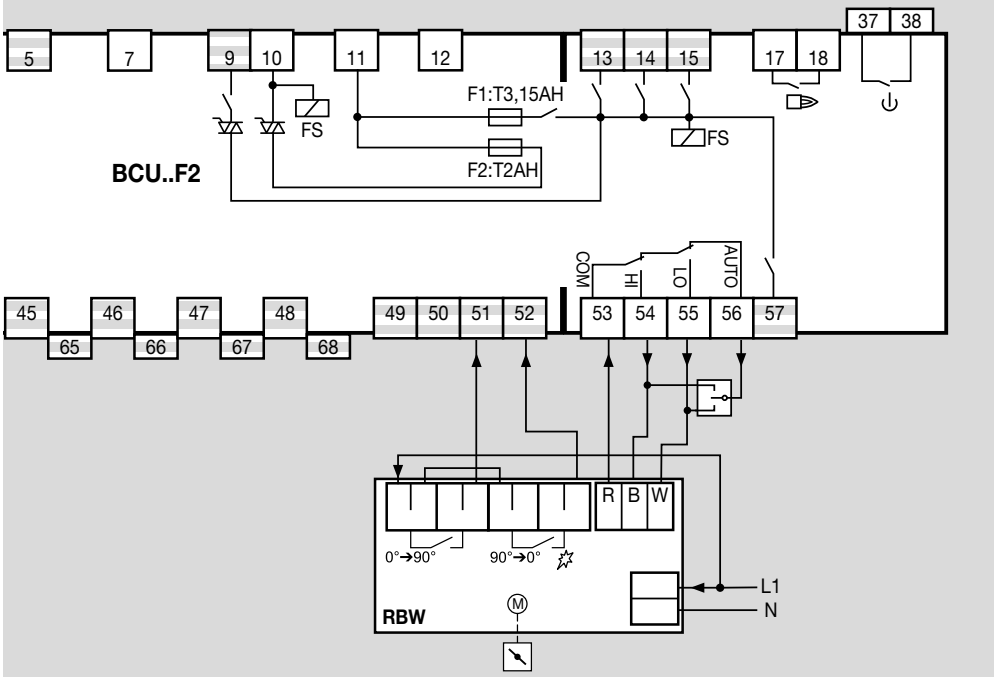 37 38
5 7 9 10 11 12 13 14 15 17 18
F1:T3,15AH
FS
FS
F2:T2AH
BCU..F2
COM HI LO AUTO
45 46 47 48 49 50 51 52 53 54 55 56 57
65 66 67 68
R B W
0°→90° 90°→0°
L1
M
RBW
N